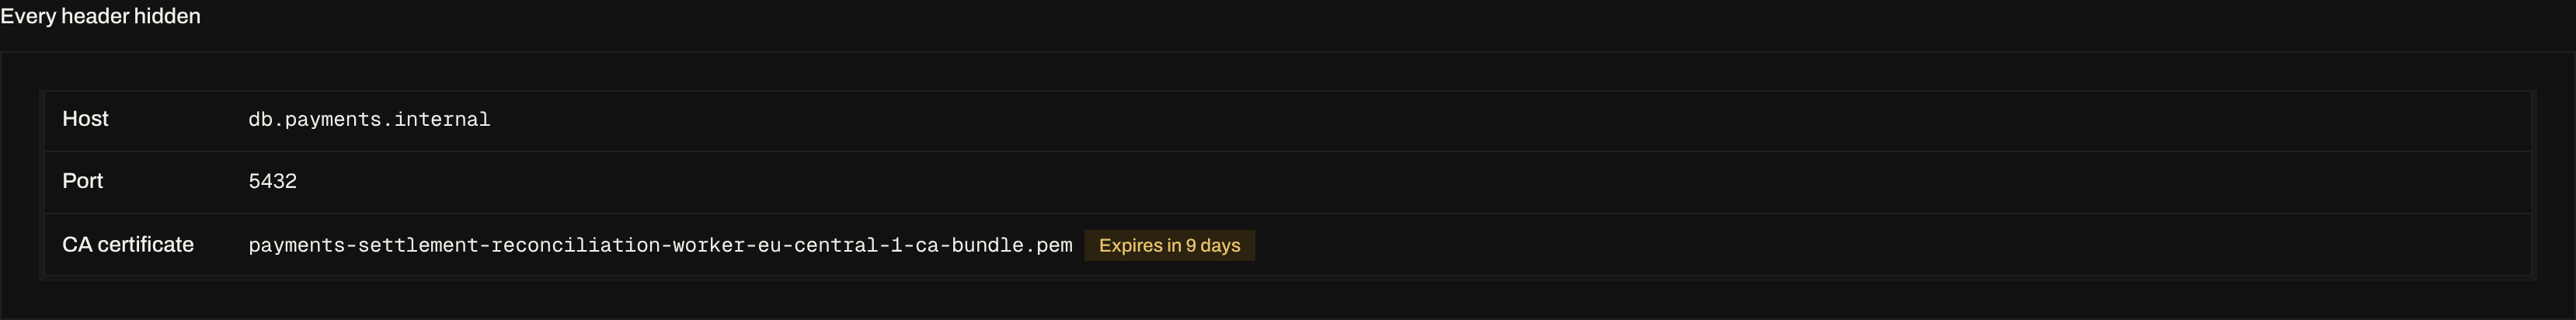 Every header hidden
Host db.payments.internal
Port 5432
CA certificate payments-settlement-reconciliation-worker-eu-central-1-ca-bundle.pem Expires in 9 days